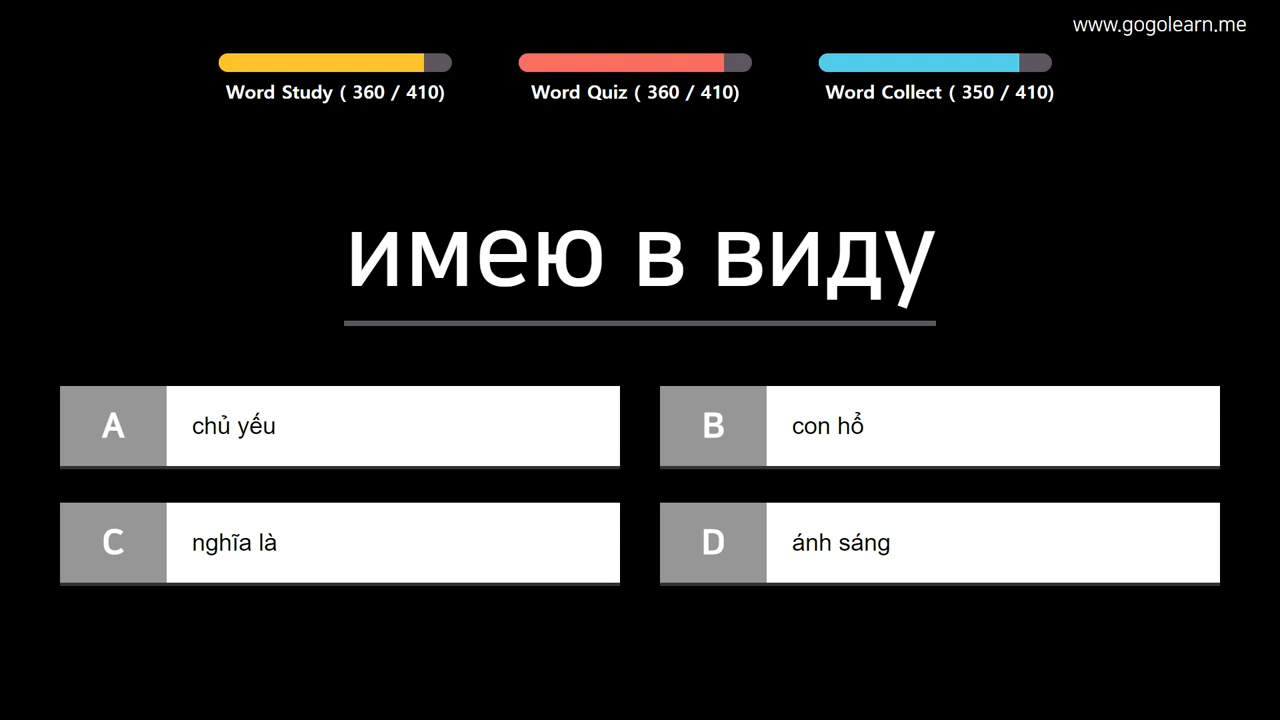 www.gogolearn.me
Word Study ( 360 / 410)
Word Quiz ( 360 / 410)
Word Collect ( 350 / 410)
имею в виду
A chủ yếu
B con hổ
C nghĩa là
D ánh sáng